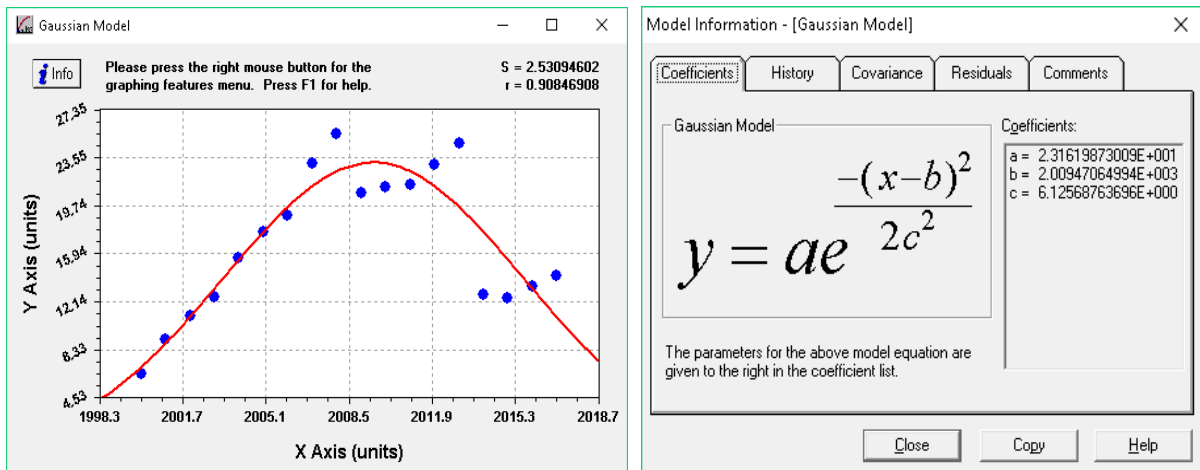 Gaussian Model
Info
Please press the right mouse button for the
graphing features menu. Press F1 for help.
S = 2.53094602
r = 0.90846908
Y Axis (units)
27.35
23.55
19.74
15.94
12.14
8.33
4.53
1998.3 2001.7 2005.1 2008.5 2011.9 2015.3 2018.7
X Axis (units)
Model Information - [Gaussian Model]
Coefficients History Covariance Residuals Comments
Gaussian Model
y = ae^(-(x-b)²/2c²)
Coefficients:
a = 2.31619873009E+001
b = 2.00947064994E+003
c = 6.12568763696E+000
The parameters for the above model equation are
given to the right in the coefficient list.
Close Copy Help